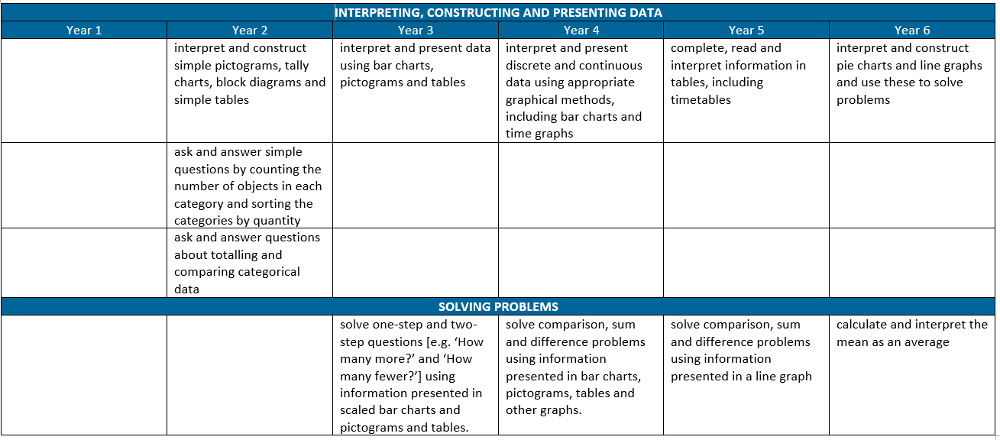 INTERPRETING, CONSTRUCTING AND PRESENTING DATA
Year 1
Year 2
Year 3
Year 4
Year 5
Year 6
interpret and construct
simple pictograms, tally
charts, block diagrams and
simple tables
interpret and present data
using bar charts,
pictograms and tables
interpret and present
discrete and continuous
data using appropriate
graphical methods,
including bar charts and
time graphs
complete, read and
interpret information in
tables, including
timetables
interpret and construct
pie charts and line graphs
and use these to solve
problems
ask and answer simple
questions by counting the
number of objects in each
category and sorting the
categories by quantity
ask and answer questions
about totalling and
comparing categorical
data
SOLVING PROBLEMS
solve one-step and two-
step questions [e.g. ‘How
many more?’ and ‘How
many fewer?’] using
information presented in
scaled bar charts and
pictograms and tables.
solve comparison, sum
and difference problems
using information
presented in bar charts,
pictograms, tables and
other graphs.
solve comparison, sum
and difference problems
using information
presented in a line graph
calculate and interpret the
mean as an average